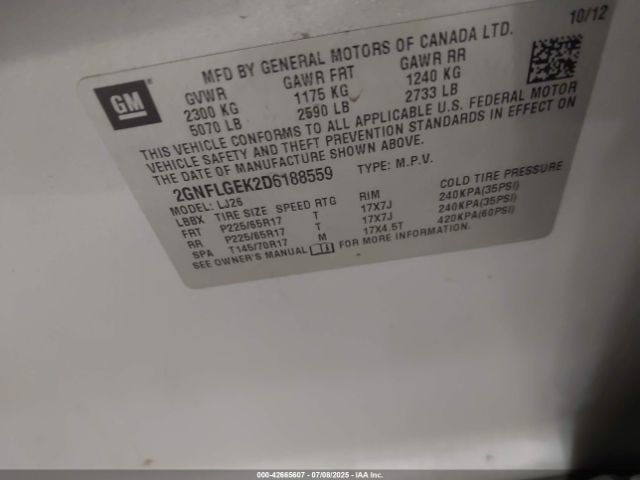 10/12
GM
MFD BY GENERAL MOTORS OF CANADA LTD.
GVWR GAWR FRT GAWR RR
2300 KG 1175 KG 1240 KG
5070 LB 2590 LB 2733 LB
THIS VEHICLE CONFORMS TO ALL APPLICABLE U.S. FEDERAL MOTOR
VEHICLE SAFETY AND THEFT PREVENTION STANDARDS IN EFFECT ON
THE DATE OF MANUFACTURE SHOWN ABOVE.
2GNFLGEK2D6188559 TYPE: M.P.V.
MODEL: LJ26
LBBX TIRE SIZE SPEED RTG RIM COLD TIRE PRESSURE
FRT P225/65R17 T 17X7J 240KPA(35PSI)
RR P225/65R17 T 17X7J 240KPA(35PSI)
SPA T145/70R17 M 17X4.5T 420KPA(60PSI)
SEE OWNER'S MANUAL FOR MORE INFORMATION.
000-42665607 - 07/08/2025 - IAA Inc.